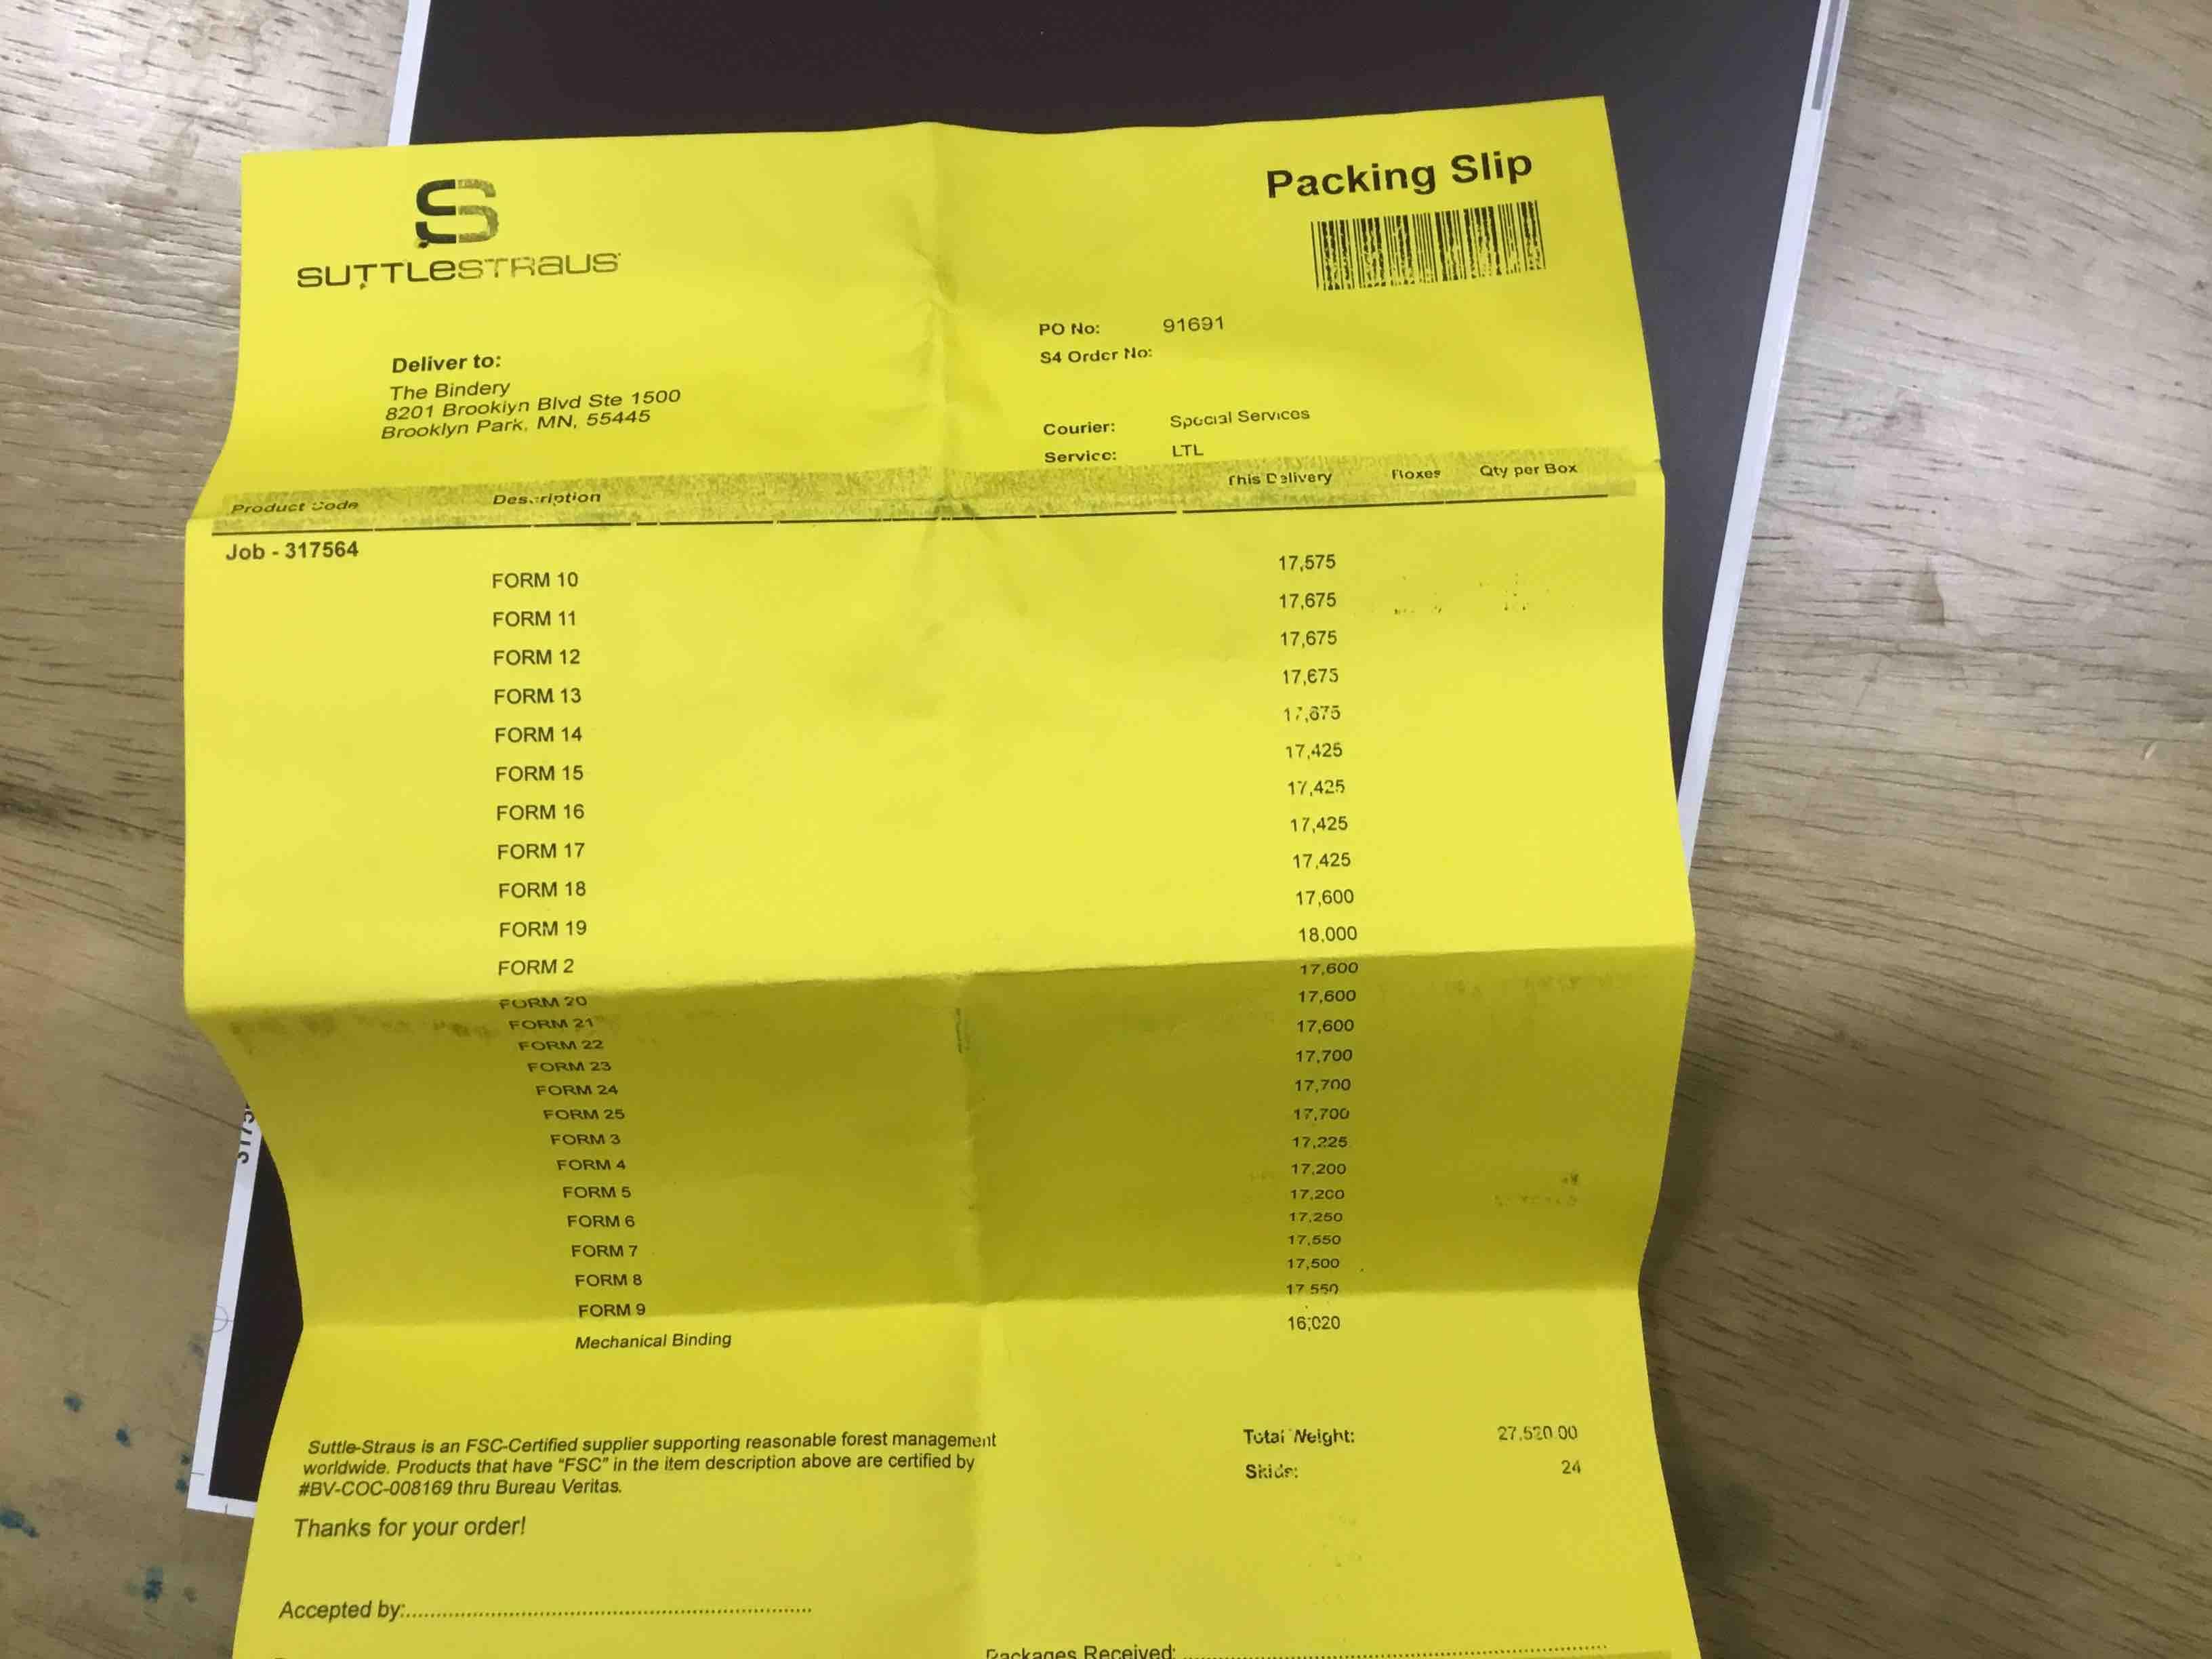 Packing Slip
S
SUTTLESTRAUS
PO No: 91691
S4 Order No:
Deliver to:
The Bindery
8201 Brooklyn Blvd Ste 1500
Brooklyn Park, MN, 55445
Courier: Special Services
Service: LTL
Product Code Description This Delivery Boxes Qty per Box
Job - 317564
FORM 10 17,575
FORM 11 17,675
FORM 12 17,675
FORM 13 17,675
FORM 14 17,675
FORM 15 17,425
FORM 16 17,425
FORM 17 17,425
FORM 18 17,425
FORM 19 17,600
FORM 2 18,000
FORM 20 17,600
FORM 21 17,600
FORM 22 17,600
FORM 23 17,700
FORM 24 17,700
FORM 25 17,700
FORM 3 17,225
FORM 4 17,200
FORM 5 17,200
FORM 6 17,250
FORM 7 17,550
FORM 8 17,500
FORM 9 17,550
Mechanical Binding 16,020
Suttle-Straus is an FSC-Certified supplier supporting reasonable forest management
worldwide. Products that have "FSC" in the item description above are certified by
#BV-COC-008169 thru Bureau Veritas.
Total Weight: 27,520.00
Skids: 24
Thanks for your order!
Accepted by:
Packages Received: